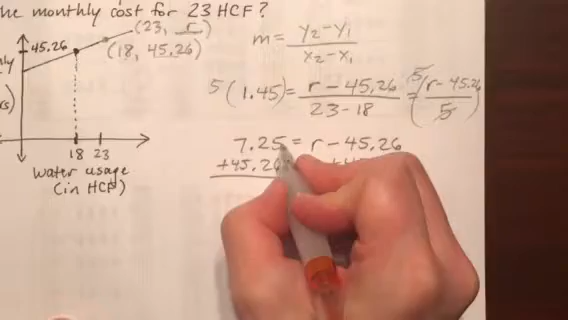 he monthly cost for 23 HCF?
(23, r)
45.26
(18, 45.26)
m = y₂-y₁ / x₂-x₁
5(1.45) = r-45.26 / 23-18 = 5(r-45.26 / 5)
7.25 = r-45.26
+45.26
18 23
Water usage
(in HCF)